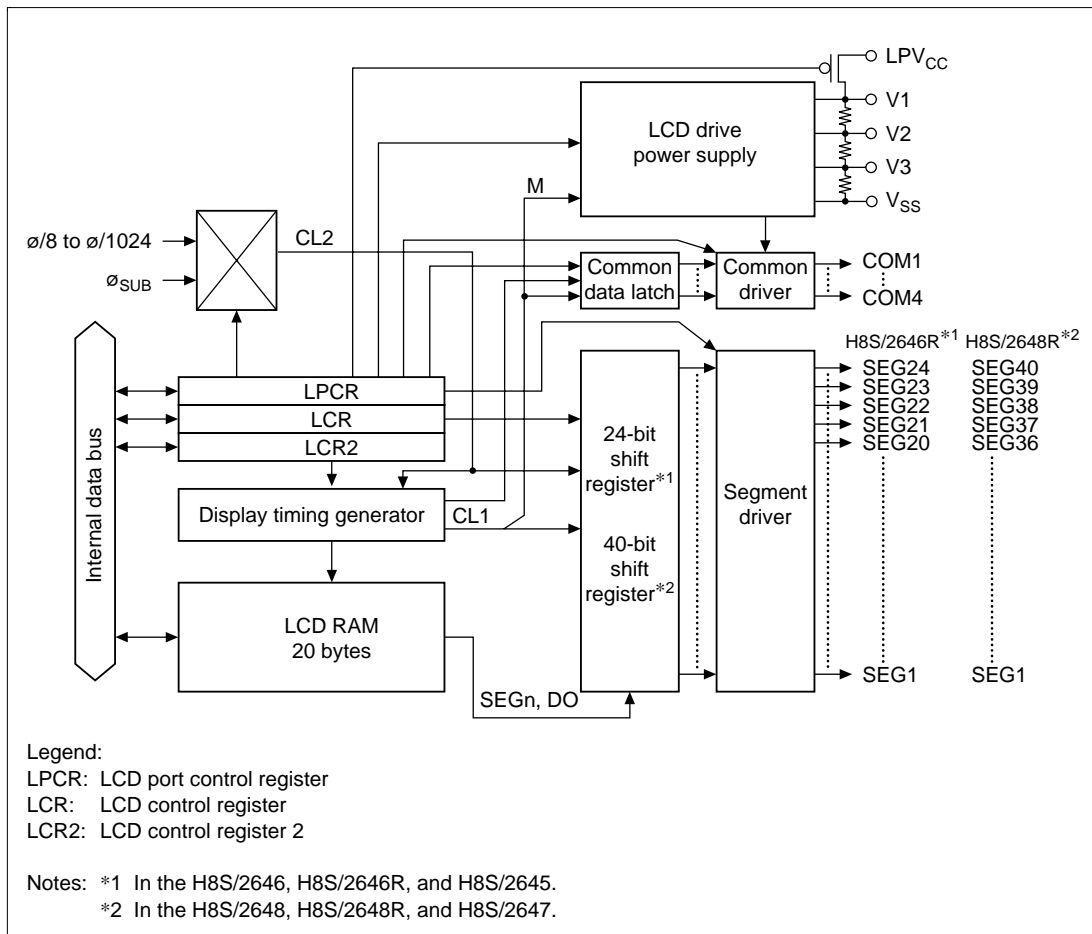 LPVCC
V1
LCD drive
power supply
V2
V3
M
VSS
ø/8 to ø/1024
CL2
øSUB
Common
data latch
Common
driver
COM1
COM4
H8S/2646R*1 H8S/2648R*2
SEG24 SEG40
SEG23 SEG39
SEG22 SEG38
SEG21 SEG37
SEG20 SEG36
SEG1 SEG1
Internal data bus
LPCR
LCR
LCR2
Display timing generator
CL1
LCD RAM
20 bytes
SEGn, DO
24-bit
shift
register*1
40-bit
shift
register*2
Segment
driver
Legend:
LPCR: LCD port control register
LCR: LCD control register
LCR2: LCD control register 2
Notes: *1 In the H8S/2646, H8S/2646R, and H8S/2645.
*2 In the H8S/2648, H8S/2648R, and H8S/2647.